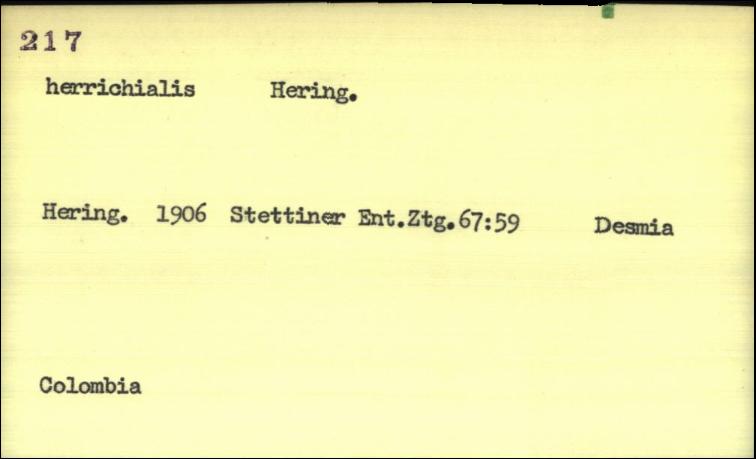 217
herrichialis Hering.
Hering. 1906 Stettiner Ent.Ztg.67:59 Desmia
Colombia